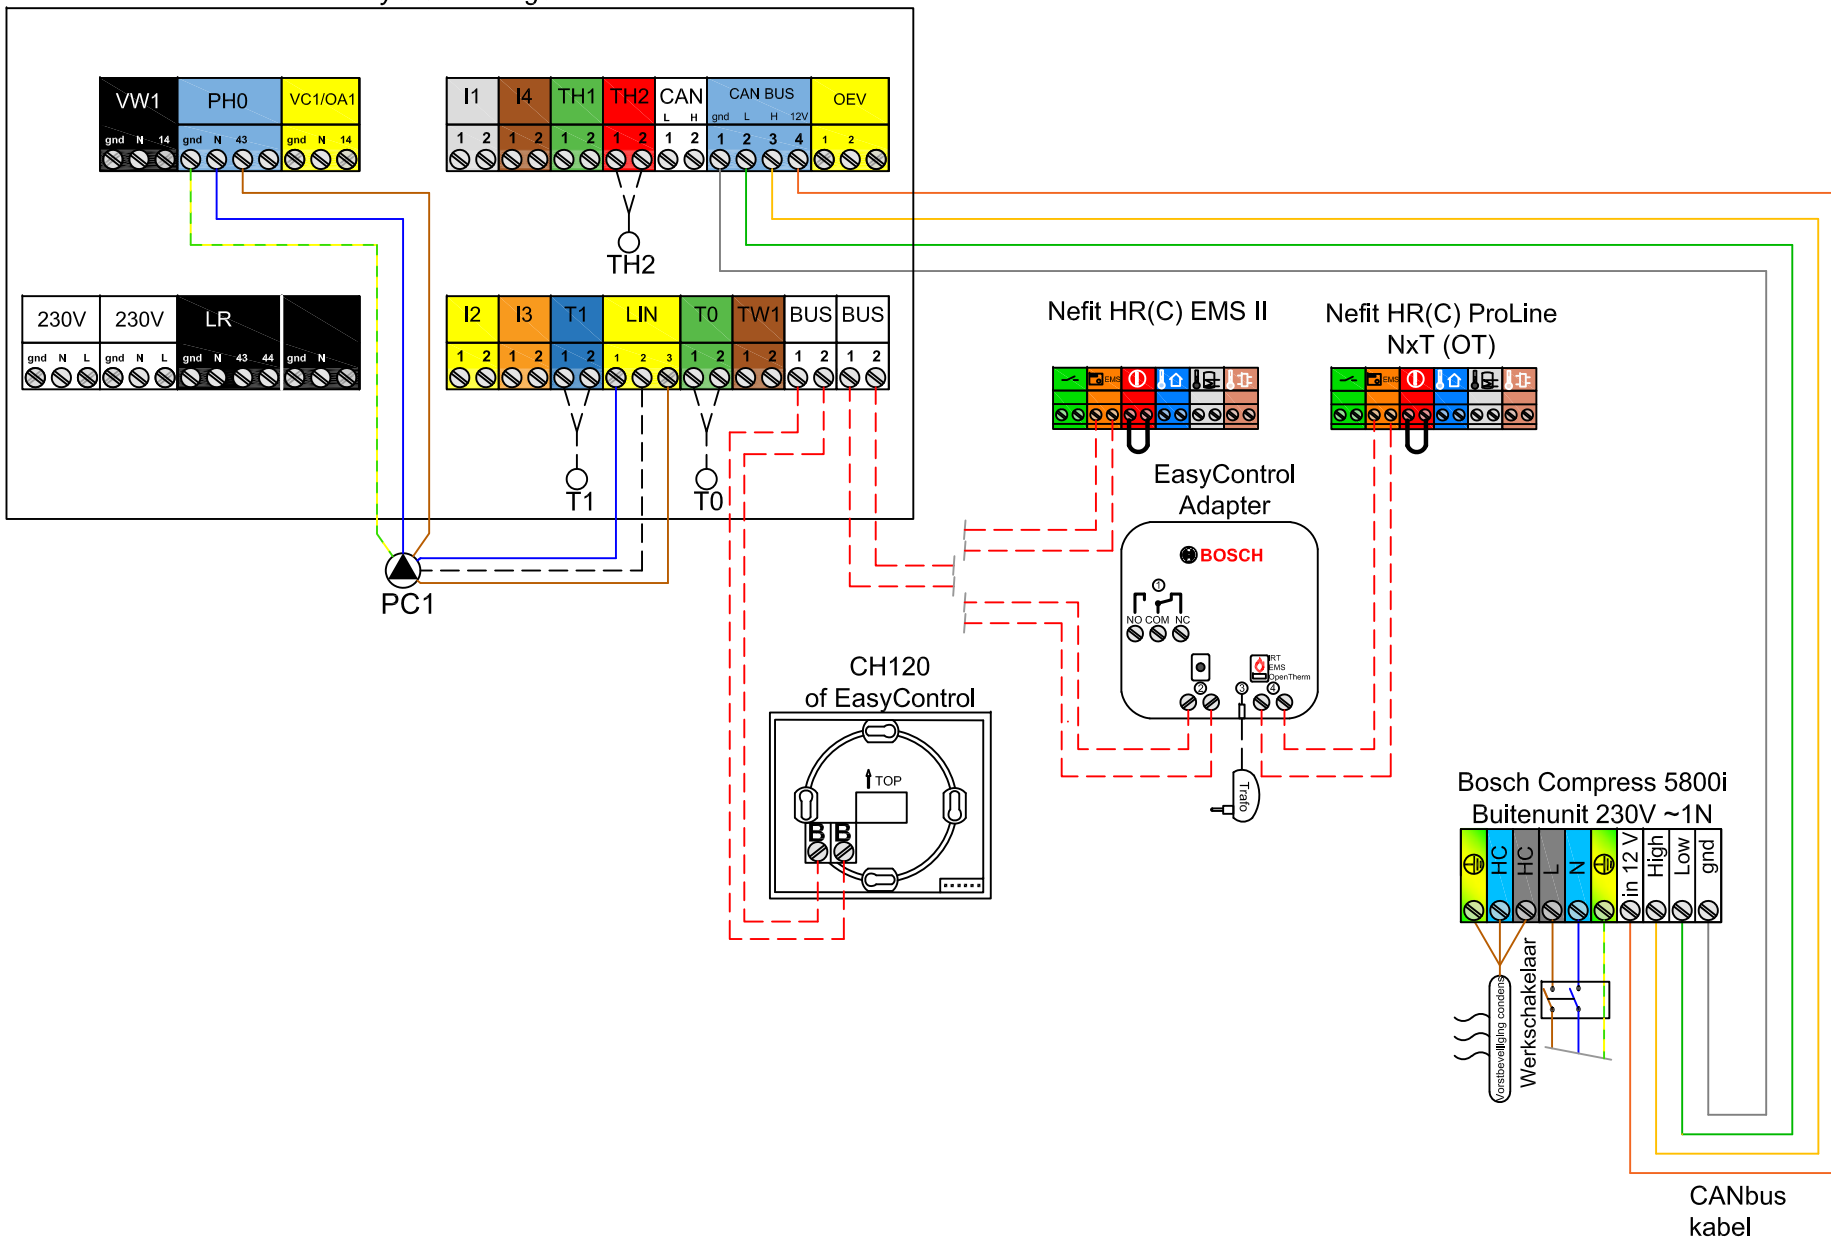 VW1 PH0 VC1/OA1
gnd N 14 gnd N 43 gnd N 14
I1 I4 TH1 TH2 CAN CAN BUS OEV
L H gnd L H 12V
1 2 1 2 1 2 1 2 1 2 1 2 3 4 1 2
TH2
230V 230V LR
gnd N L gnd N L gnd N 43 44 gnd N
I2 I3 T1 LIN T0 TW1 BUS BUS
1 2 1 2 1 2 1 2 3 1 2 1 2 1 2 1 2
T1 T0
PC1
Nefit HR(C) EMS II
EMS
Nefit HR(C) ProLine
NxT (OT)
EMS
EasyControl
Adapter
BOSCH
1
NO COM NC
RT
EMS
OpenTherm
2 3 4
Trafo
CH120
of EasyControl
TOP
B B
Bosch Compress 5800i
Buitenunit 230V ~1N
HC HC L N in 12 V High Low gnd
Werkschakelaar
Vorstbeveiliging condens
CANbus
kabel